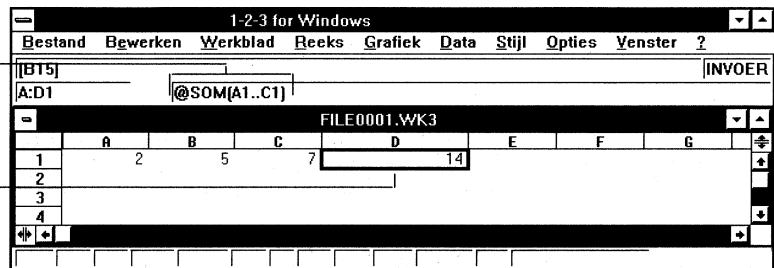 1-2-3 for Windows
Bestand Bewerken Werkblad Reeks Grafiek Data Stijl Opties Venster ?
[B15] INVOER
A:D1 @SOM(A1..C1)
FILE0001.WK3
A B C D E F G
1 2 5 7 14
2
3
4